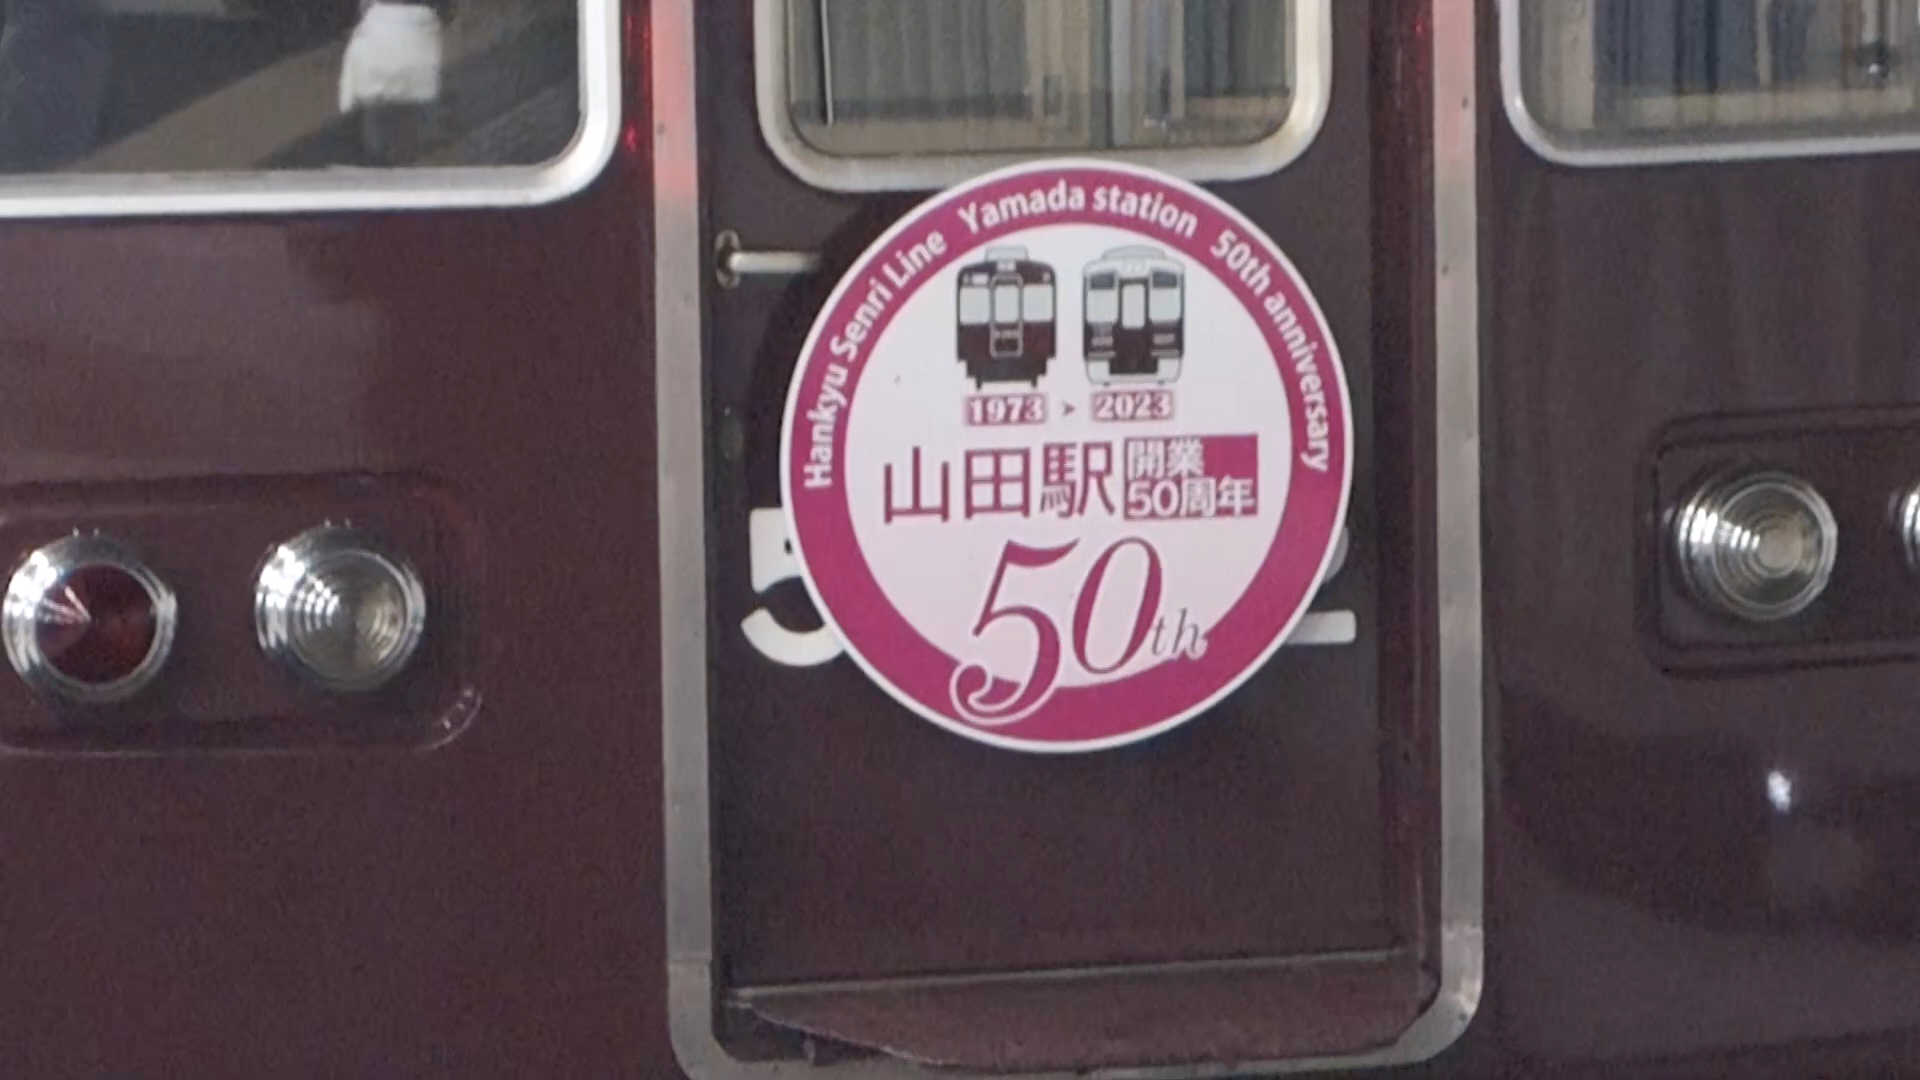 Hankyu Senri Line Yamada station 50th anniversary
1973 ➤ 2023
山田駅 開業
50周年
50th